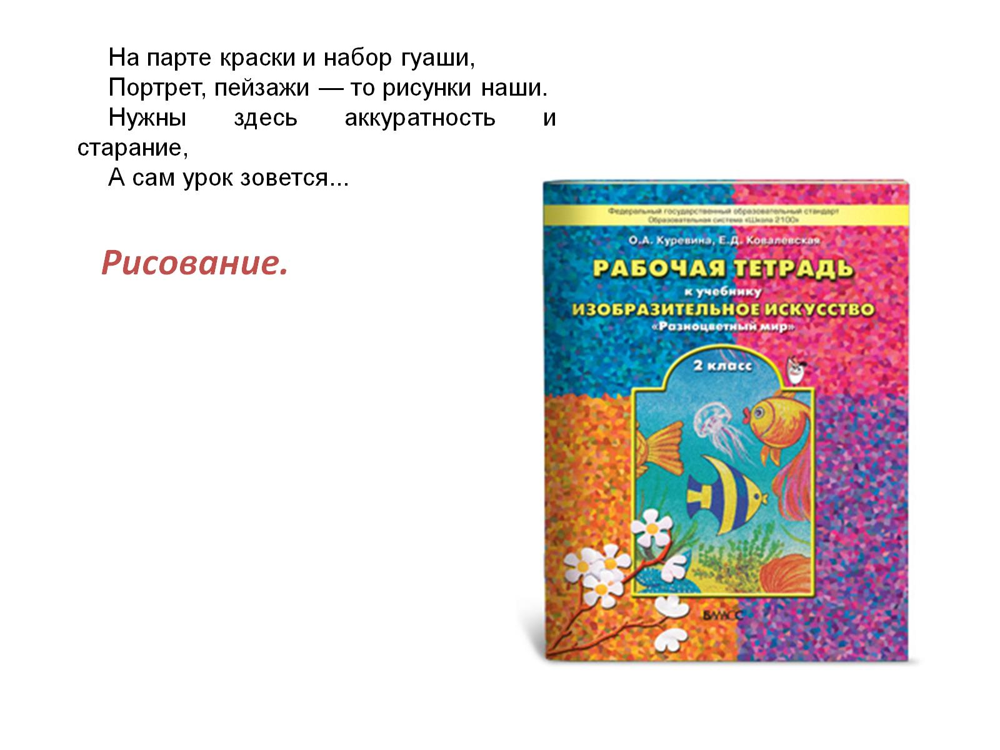 На парте краски и набор гуаши,
Портрет, пейзажи — то рисунки наши.
Нужны здесь аккуратность и
старание,
А сам урок зовется...
Рисование.
Федеральный государственный образовательный стандарт
Образовательная система «Школа 2100»
О.А. Куревина, Е.Д. Ковалевская
РАБОЧАЯ ТЕТРАДЬ
к учебнику
ИЗОБРАЗИТЕЛЬНОЕ ИСКУССТВО
«Разноцветный мир»
2 класс
БАЛАСС